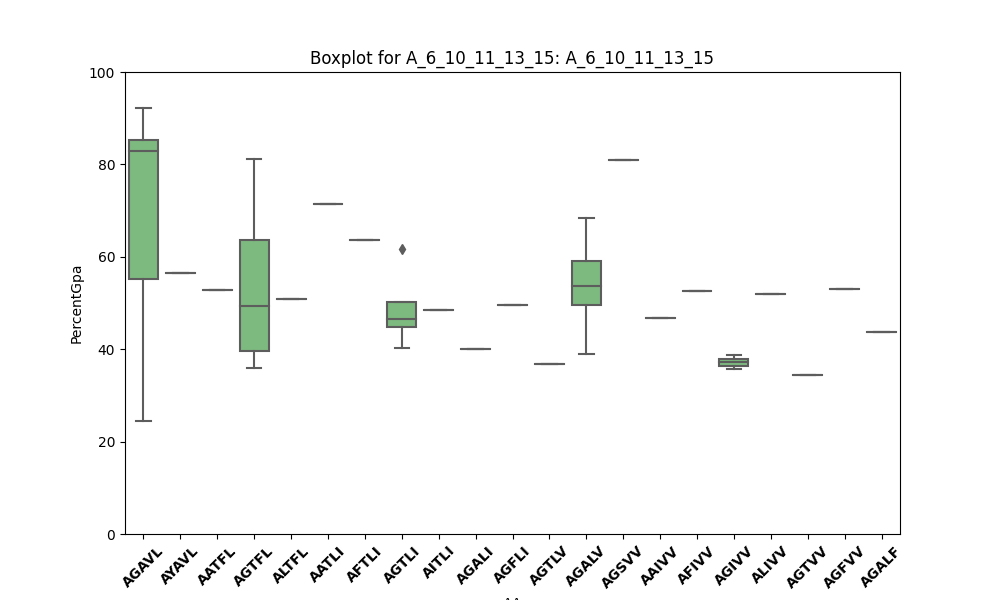 Boxplot for A_6_10_11_13_15: A_6_10_11_13_15
100
80
60
40
20
0
PercentGpa
AGAVL AYAVL AATFL AGTFL ALTFL AATLI AFTLI AGTLI AITLI AGALI AGFLI AGTLV AGALV AGSVV AAIVV AFIVV AGIVV ALIVV AGTVV AGFVV AGALF